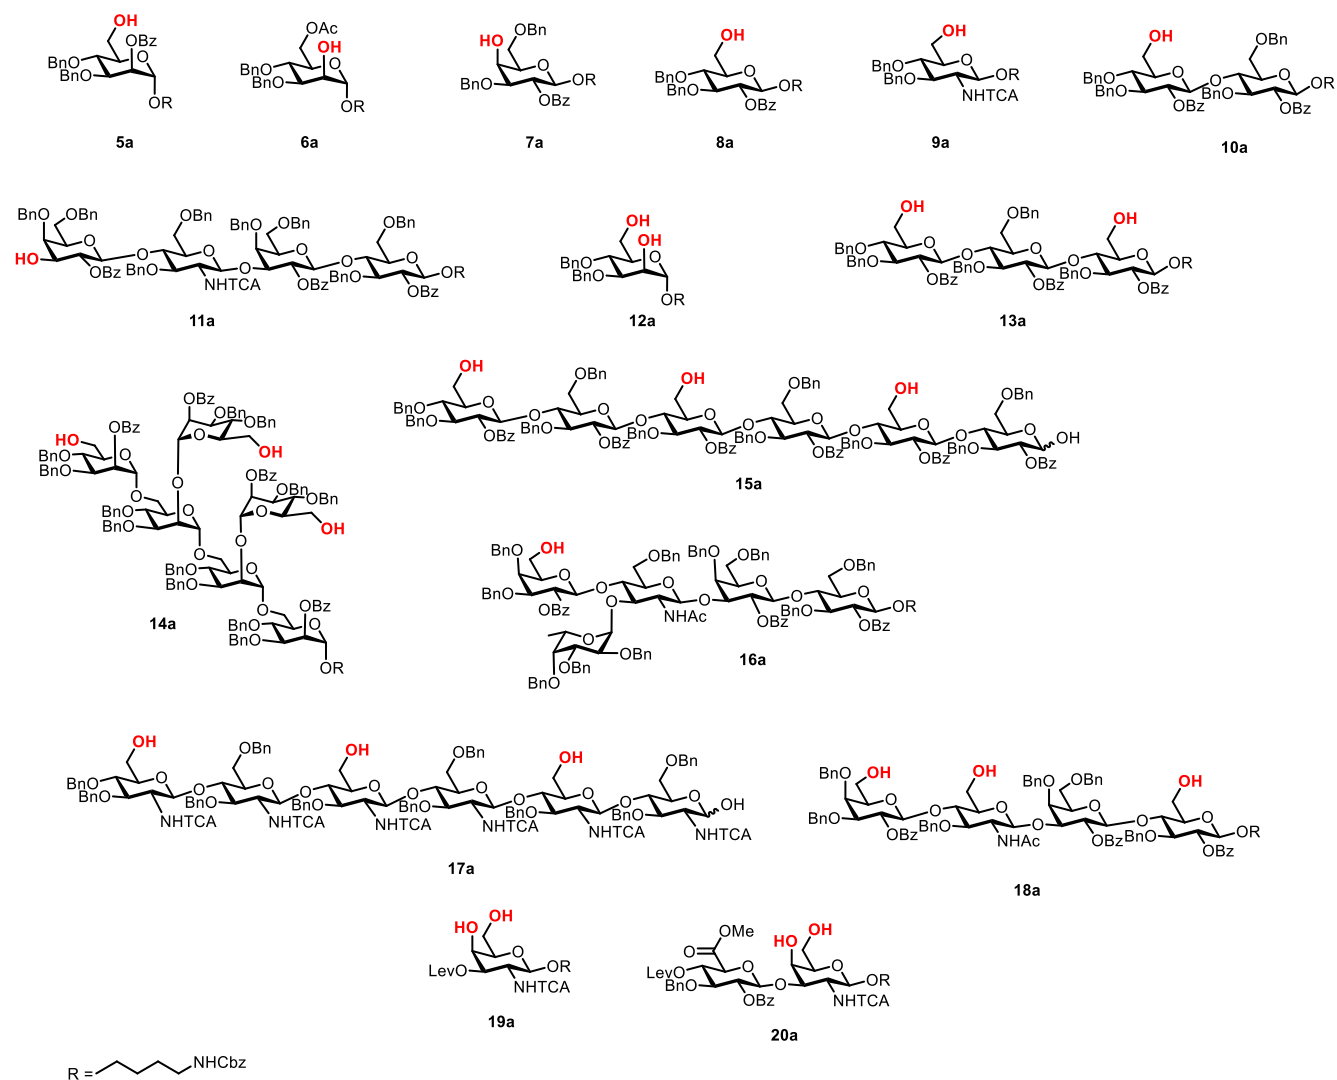 OH
OBz
O
BnO
BnO
OR
5a
OAc
OH
O
BnO
BnO
OR
6a
OBn
HO
O
BnO
OR
OBz
7a
OH
BnO
O
BnO
OR
OBz
8a
OH
BnO
O
BnO
OR
NHTCA
9a
OH
OBn
BnO
O
O
O
BnO
BnO
OR
OBz
OBz
10a
BnO
OBn
OBn
BnO
OBn
OBn
O
O
O
O
O
O
O
HO
OBz
BnO
NHTCA
OBz
BnO
OR
OBz
11a
OH
OH
O
BnO
BnO
OR
12a
OH
OBn
OH
BnO
O
O
O
O
O
BnO
OBz
BnO
OBz
BnO
OR
OBz
13a
OBz
OBn
OBn
O
OH
HO
OBz
BnO
O
BnO
O
OBz
OBn
OBn
O
OH
O
O
BnO
BnO
O
O
O
BnO
BnO
O
OBz
BnO
O
BnO
OR
14a
OH
OBn
OH
OBn
OH
OBn
BnO
O
O
O
O
O
O
O
O
O
O
O
BnO
OBz
BnO
OBz
BnO
OBz
BnO
OBz
BnO
OBz
BnO
OBz
OH
15a
BnO
OH
OBn
BnO
OBn
OBn
O
O
O
O
O
O
O
BnO
OBz
O
NHAc
OBz
BnO
OR
OBz
O
OBn
OBn
BnO
16a
OH
OBn
OH
OBn
OH
OBn
BnO
O
O
O
O
O
O
O
O
O
O
O
BnO
NHTCA
BnO
NHTCA
BnO
NHTCA
BnO
NHTCA
BnO
NHTCA
BnO
NHTCA
OH
17a
BnO
OH
OH
BnO
OBn
OH
O
O
O
O
O
O
O
BnO
OBz
BnO
NHAc
OBz
BnO
OR
OBz
18a
HO
OH
O
LevO
OR
NHTCA
19a
O
OMe
HO
OH
LevO
O
O
O
BnO
OBz
OR
NHTCA
20a
R =
NHCbz